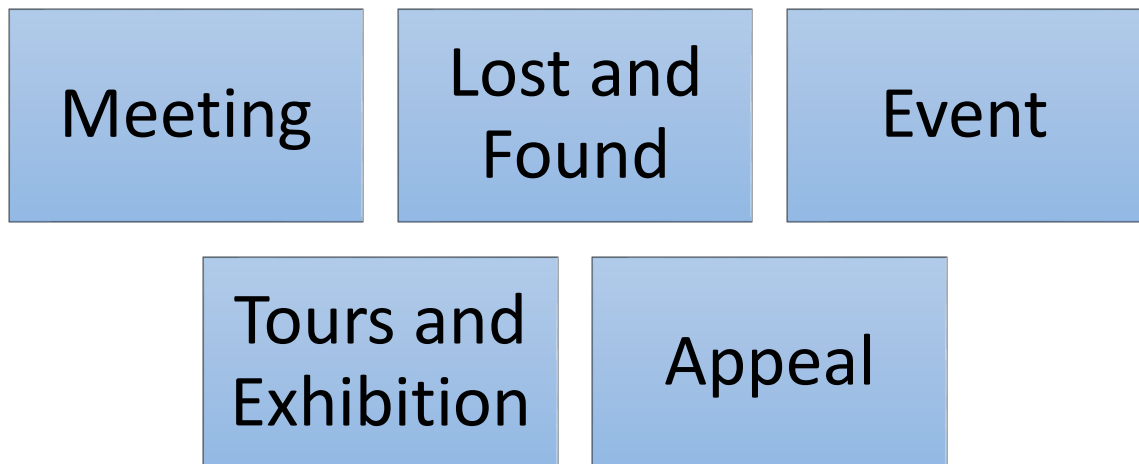 Meeting
Lost and
Found
Event
Tours and
Exhibition
Appeal